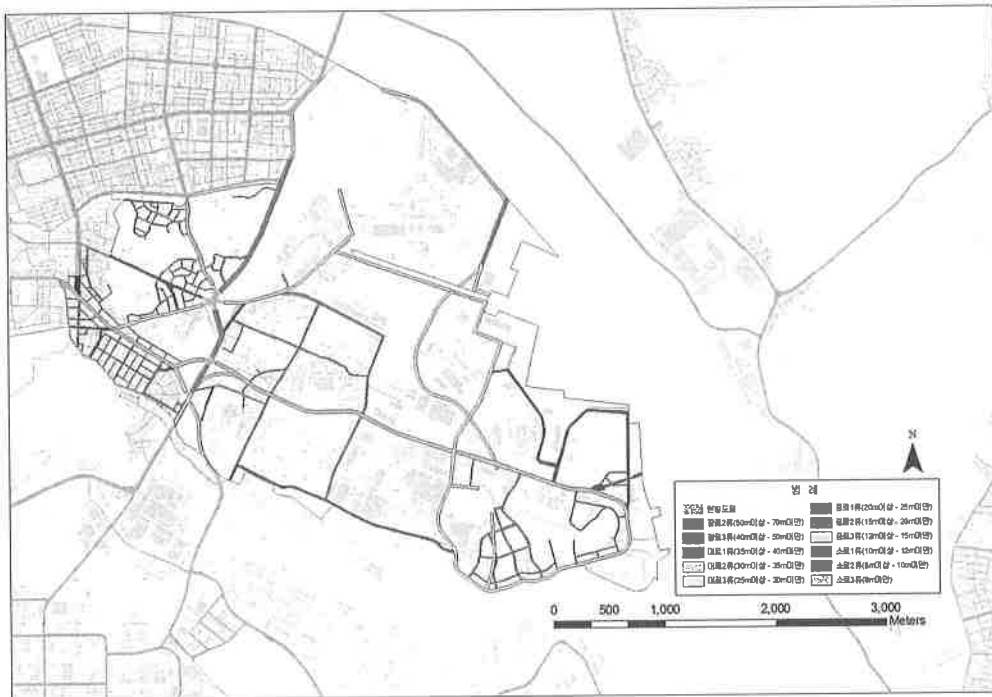 N
범 례
현황도로
광로2류(50m이상 - 70m미만)
광로3류(40m이상 - 50m미만)
대로1류(35m이상 - 40m미만)
대로2류(30m이상 - 35m미만)
대로3류(25m이상 - 30m미만)
중로1류(20m이상 - 25m미만)
중로2류(15m이상 - 20m미만)
중로3류(12m이상 - 15m미만)
소로1류(10m이상 - 12m미만)
소로2류(8m이상 - 10m미만)
소로3류(8m미만)
0 500 1,000 2,000 3,000
Meters